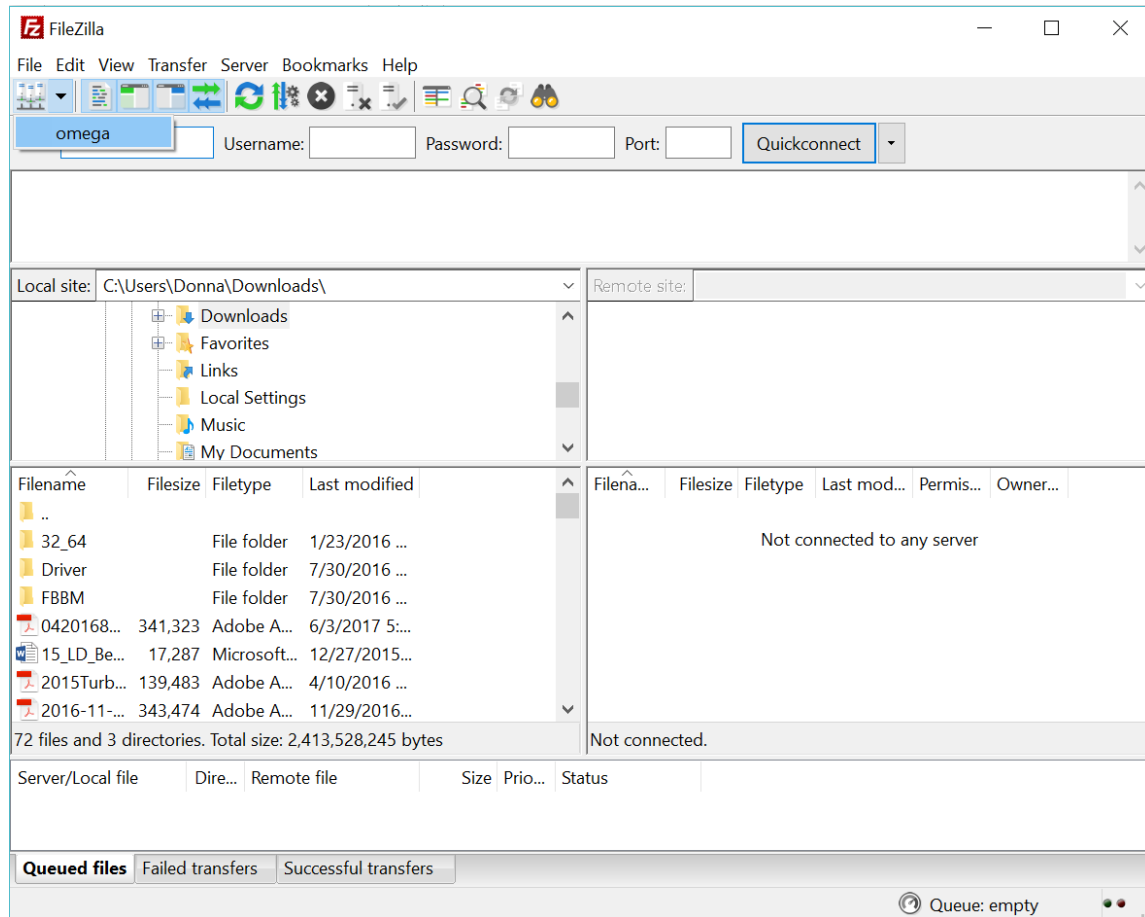 FileZilla
File Edit View Transfer Server Bookmarks Help
omega
Username: Password: Port: Quickconnect
Local site: C:\Users\Donna\Downloads\
Remote site:
Downloads
Favorites
Links
Local Settings
Music
My Documents
Filename Filesize Filetype Last modified
..
32_64 File folder 1/23/2016 ...
Driver File folder 7/30/2016 ...
FBBM File folder 7/30/2016 ...
0420168... 341,323 Adobe A... 6/3/2017 5:...
15_LD_Be... 17,287 Microsoft... 12/27/2015...
2015Turb... 139,483 Adobe A... 4/10/2016 ...
2016-11-... 343,474 Adobe A... 11/29/2016...
72 files and 3 directories. Total size: 2,413,528,245 bytes
Filena... Filesize Filetype Last mod... Permis... Owner...
Not connected to any server
Not connected.
Server/Local file Dire... Remote file Size Prio... Status
Queued files Failed transfers Successful transfers
Queue: empty